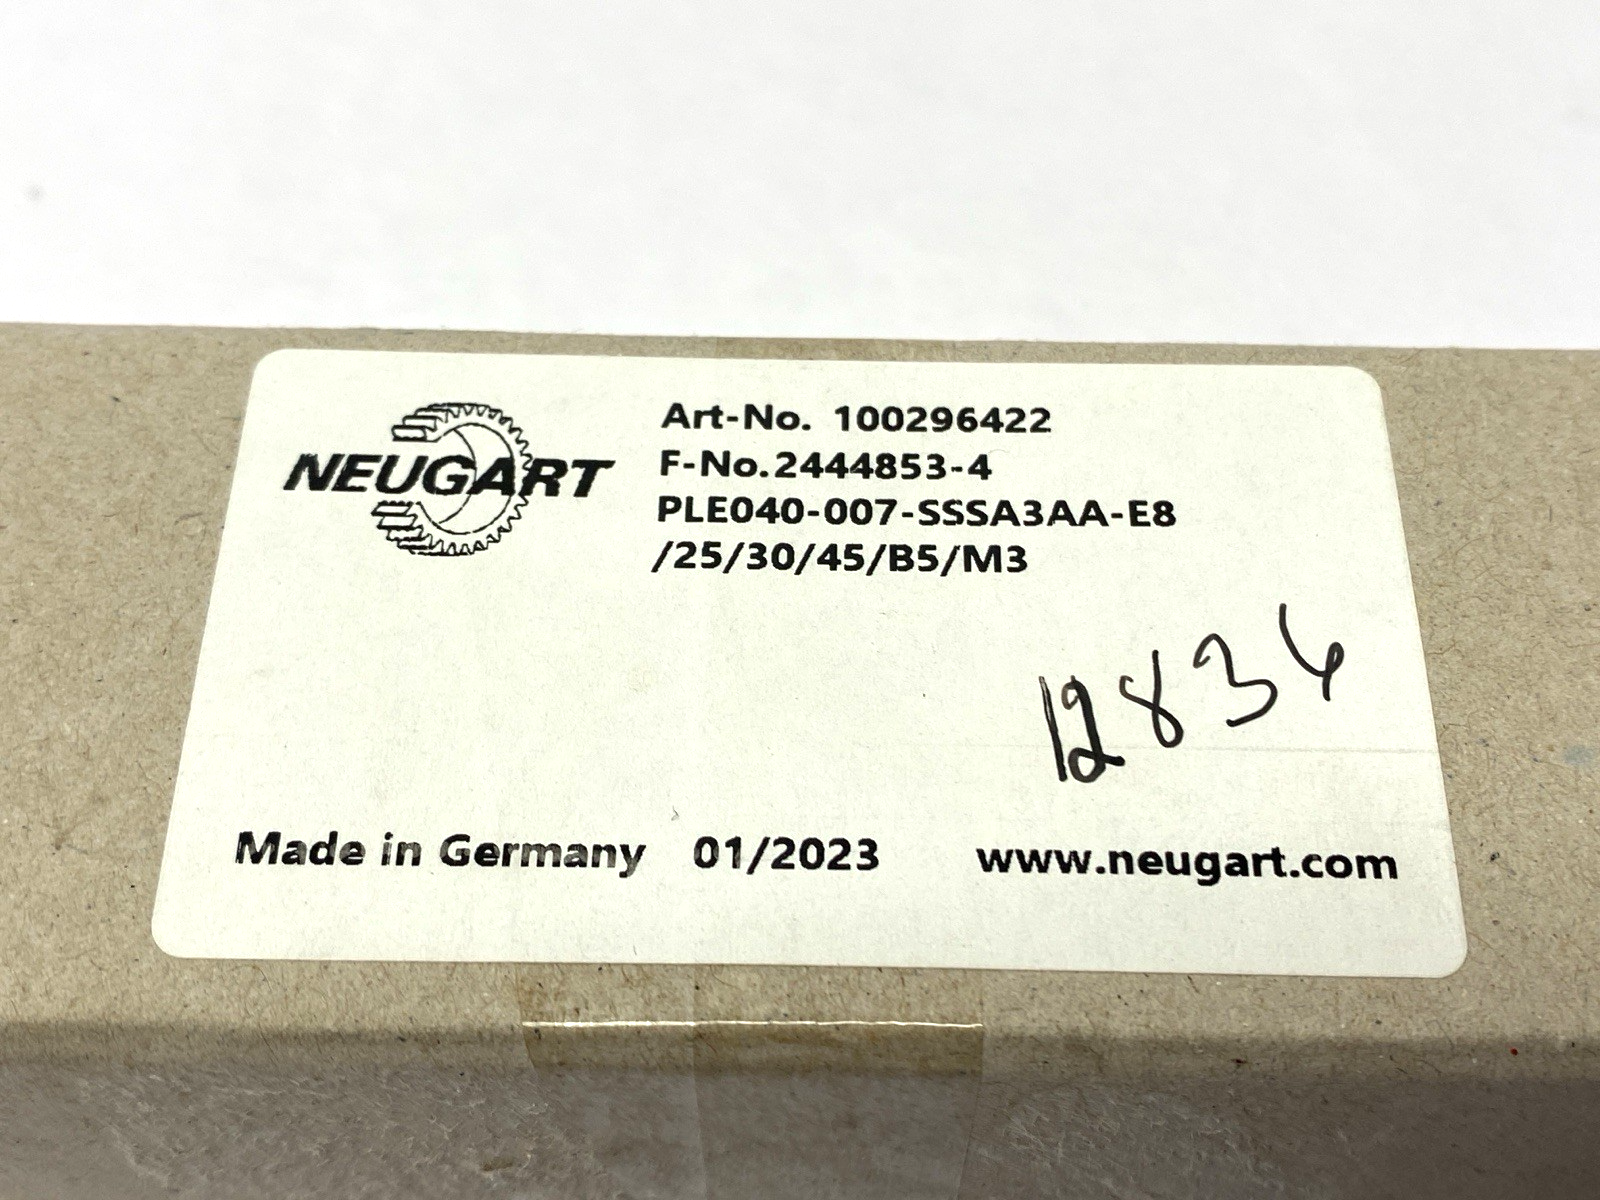 NEUGART
Art-No. 100296422
F-No.2444853-4
PLE040-007-SSSA3AA-E8
/25/30/45/B5/M3
12836
Made in Germany 01/2023 www.neugart.com